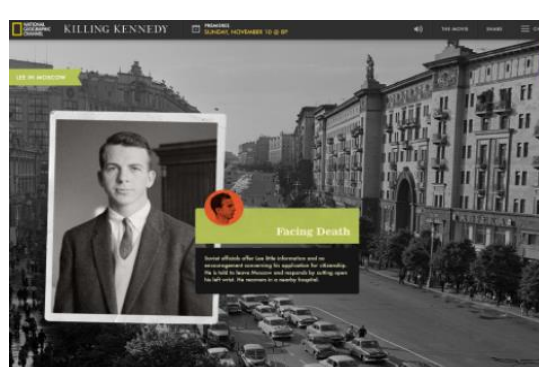 NATIONAL
GEOGRAPHIC
CHANNEL
KILLING KENNEDY
PREMIERES
SUNDAY, NOVEMBER 10 @ 8P
THE MOVIE
SHARE
LEE IN MOSCOW
Facing Death
Soviet officials offer Lee little information and no
encouragement concerning his application for citizenship.
He is told to leave Moscow and responds by cutting open
his left wrist. He recovers in a nearby hospital.